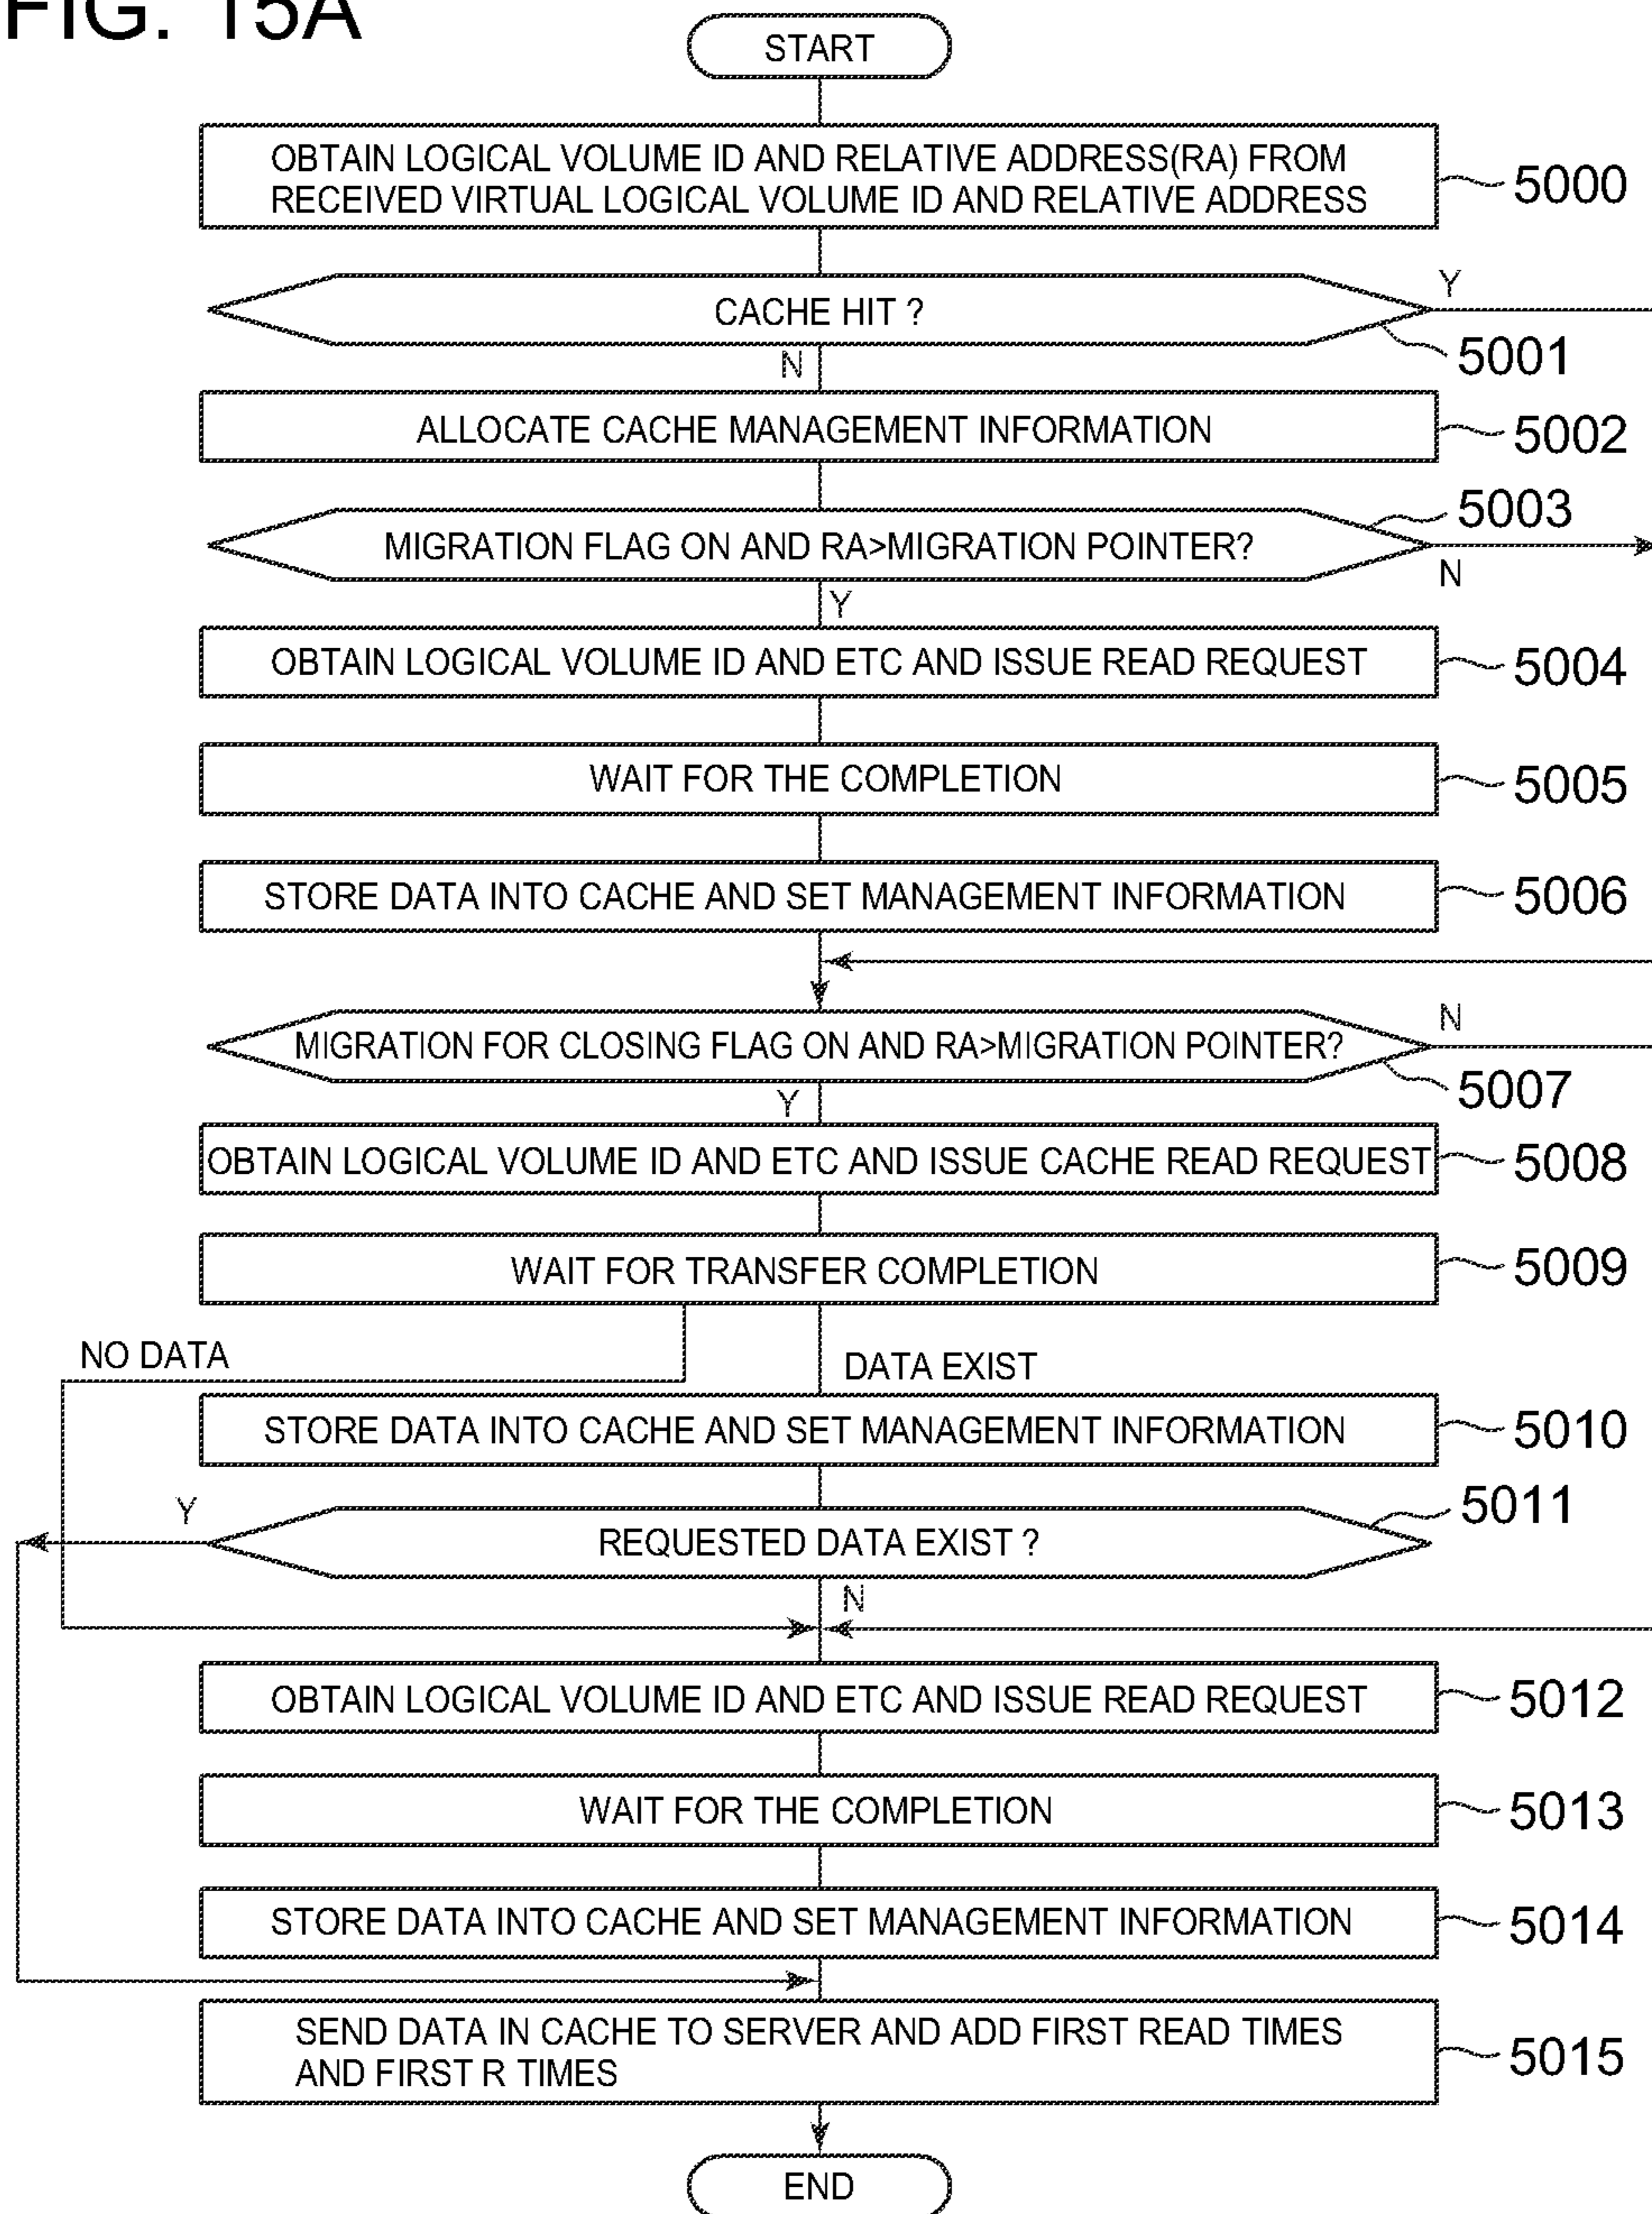 FIG. 15A
START
OBTAIN LOGICAL VOLUME ID AND RELATIVE ADDRESS(RA) FROM
RECEIVED VIRTUAL LOGICAL VOLUME ID AND RELATIVE ADDRESS
5000
CACHE HIT ?
Y
5001
N
ALLOCATE CACHE MANAGEMENT INFORMATION
5002
5003
MIGRATION FLAG ON AND RA>MIGRATION POINTER?
N
Y
OBTAIN LOGICAL VOLUME ID AND ETC AND ISSUE READ REQUEST
5004
WAIT FOR THE COMPLETION
5005
STORE DATA INTO CACHE AND SET MANAGEMENT INFORMATION
5006
MIGRATION FOR CLOSING FLAG ON AND RA>MIGRATION POINTER?
N
5007
Y
OBTAIN LOGICAL VOLUME ID AND ETC AND ISSUE CACHE READ REQUEST
5008
WAIT FOR TRANSFER COMPLETION
5009
NO DATA
DATA EXIST
STORE DATA INTO CACHE AND SET MANAGEMENT INFORMATION
5010
Y
5011
REQUESTED DATA EXIST ?
N
OBTAIN LOGICAL VOLUME ID AND ETC AND ISSUE READ REQUEST
5012
WAIT FOR THE COMPLETION
5013
STORE DATA INTO CACHE AND SET MANAGEMENT INFORMATION
5014
SEND DATA IN CACHE TO SERVER AND ADD FIRST READ TIMES
AND FIRST R TIMES
5015
END